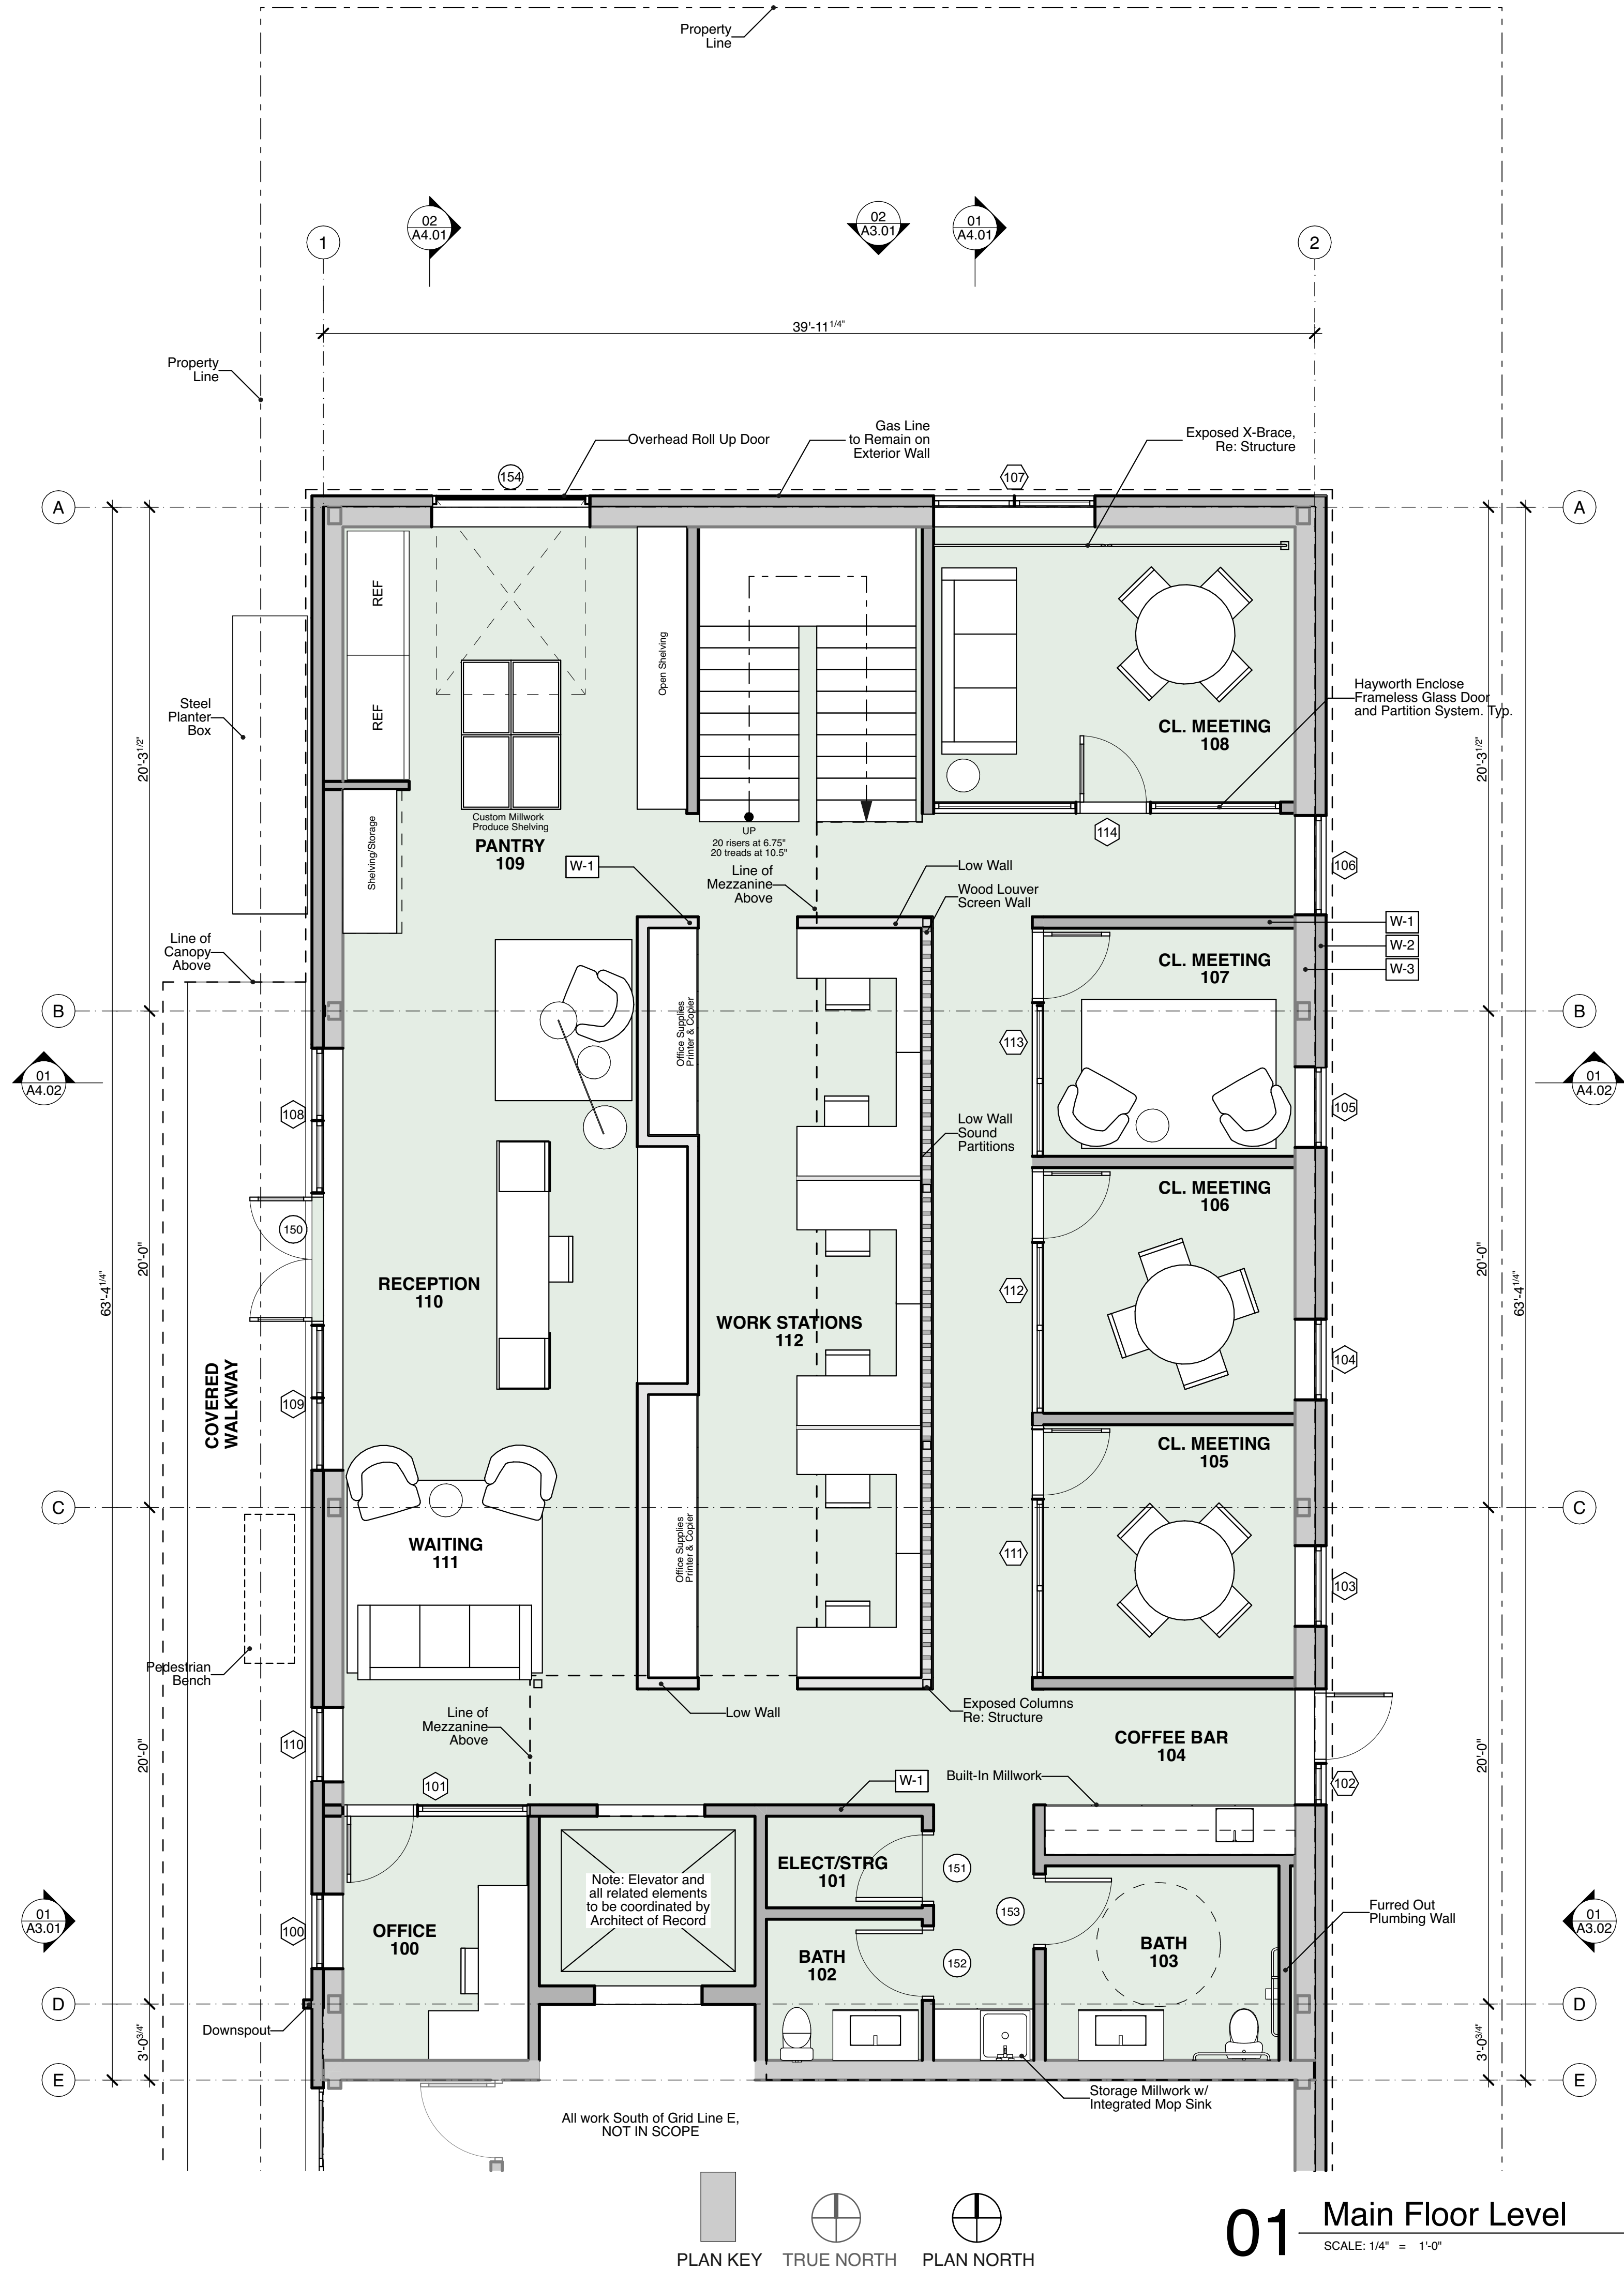 Property
Line
1
02
A4.01
02
A3.01
01
A4.01
2
39'-11 1/4"
Property
Line
Overhead Roll Up Door
Gas Line
to Remain on
Exterior Wall
Exposed X-Brace,
Re: Structure
154
107
A
A
REF
REF
Open Shelving
Steel
Planter
Box
Hayworth Enclose
Frameless Glass Door
and Partition System. Typ.
CL. MEETING
108
20'-3 1/2"
20'-3 1/2"
Custom Millwork
Produce Shelving
PANTRY
109
Shelving/Storage
UP
20 risers at 6.75"
20 treads at 10.5"
114
W-1
Line of
Mezzanine
Above
Low Wall
Wood Louver
Screen Wall
106
W-1
W-2
W-3
Line of
Canopy
Above
CL. MEETING
107
B
B
Office Supplies
Printer & Copier
113
01
A4.02
01
A4.02
108
105
Low Wall
Sound
Partitions
CL. MEETING
106
150
63'-4 1/4"
20'-0"
20'-0"
63'-4 1/4"
RECEPTION
110
112
WORK STATIONS
112
104
COVERED
WALKWAY
109
CL. MEETING
105
C
C
WAITING
111
Office Supplies
Printer & Copier
111
103
Pedestrian
Bench
Line of
Mezzanine
Above
Low Wall
Exposed Columns
Re: Structure
COFFEE BAR
104
110
20'-0"
20'-0"
101
W-1
Built-In Millwork
102
ELECT/STRG
101
151
Note: Elevator and
all related elements
to be coordinated by
Architect of Record
153
01
A3.01
100
OFFICE
100
BATH
102
152
BATH
103
Furred Out
Plumbing Wall
01
A3.02
D
D
Downspout
3'-0 3/4"
3'-0 3/4"
E
E
Storage Millwork w/
Integrated Mop Sink
All work South of Grid Line E,
NOT IN SCOPE
PLAN KEY
TRUE NORTH
PLAN NORTH
01
Main Floor Level
SCALE: 1/4" = 1'-0"